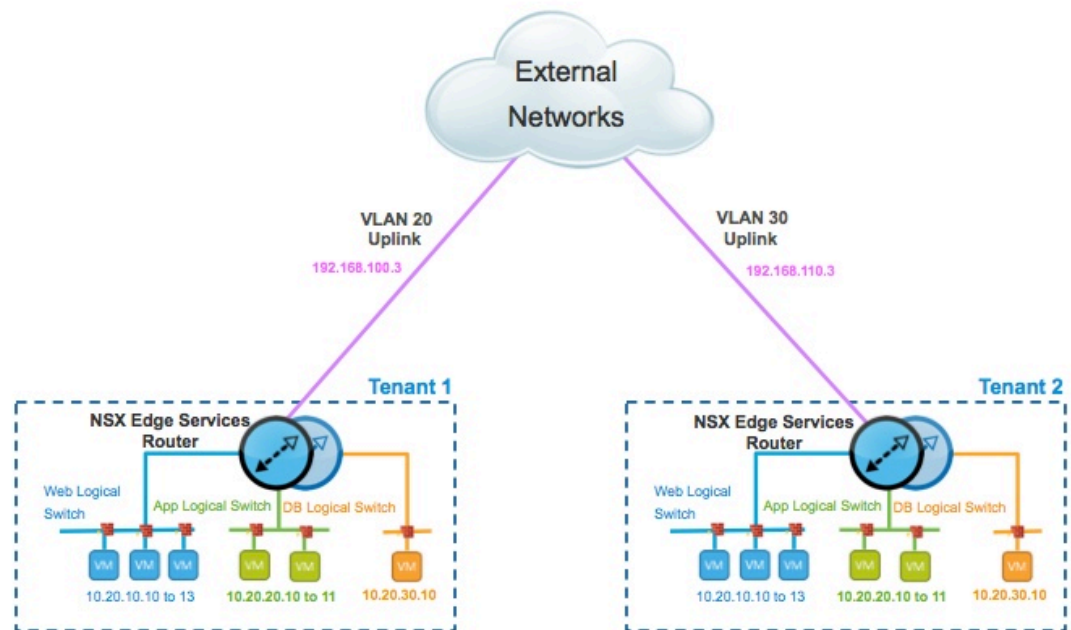 External
Networks
VLAN 20
Uplink
192.168.100.3
VLAN 30
Uplink
192.168.110.3
Tenant 1
NSX Edge Services
Router
Web Logical
Switch
App Logical Switch
DB Logical Switch
VM
VM
VM
VM
VM
VM
10.20.10.10 to 13
10.20.20.10 to 11
10.20.30.10
Tenant 2
NSX Edge Services
Router
Web Logical
Switch
App Logical Switch
DB Logical Switch
VM
VM
VM
VM
VM
VM
10.20.10.10 to 13
10.20.20.10 to 11
10.20.30.10